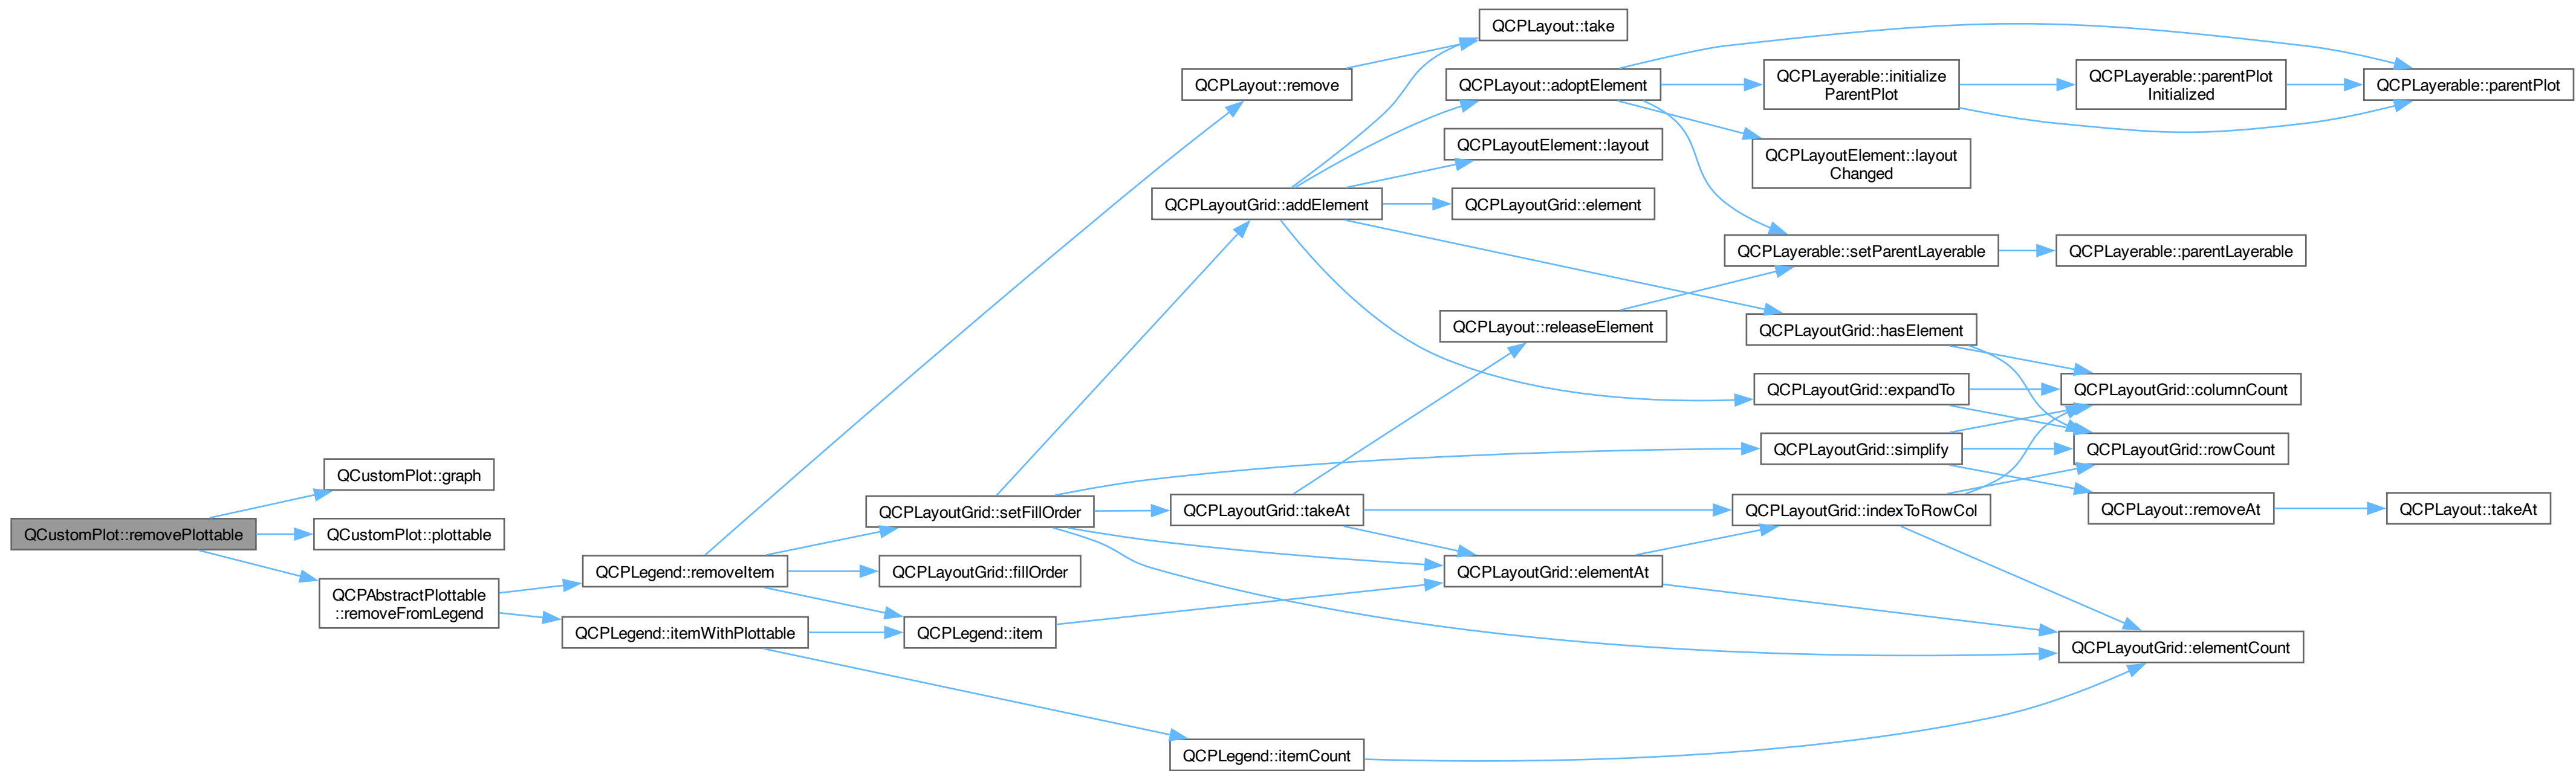 QCustomPlot::removePlottable
QCustomPlot::graph
QCustomPlot::plottable
QCPAbstractPlottable
::removeFromLegend
QCPLegend::removeItem
QCPLegend::itemWithPlottable
QCPLayoutGrid::setFillOrder
QCPLayoutGrid::fillOrder
QCPLegend::item
QCPLayout::remove
QCPLayoutGrid::addElement
QCPLayoutGrid::takeAt
QCPLegend::itemCount
QCPLayout::take
QCPLayout::adoptElement
QCPLayoutElement::layout
QCPLayoutGrid::element
QCPLayout::releaseElement
QCPLayoutGrid::elementAt
QCPLayerable::initialize
ParentPlot
QCPLayoutElement::layout
Changed
QCPLayerable::setParentLayerable
QCPLayoutGrid::hasElement
QCPLayoutGrid::expandTo
QCPLayoutGrid::simplify
QCPLayoutGrid::indexToRowCol
QCPLayerable::parentPlot
Initialized
QCPLayerable::parentLayerable
QCPLayoutGrid::columnCount
QCPLayoutGrid::rowCount
QCPLayout::removeAt
QCPLayoutGrid::elementCount
QCPLayerable::parentPlot
QCPLayout::takeAt